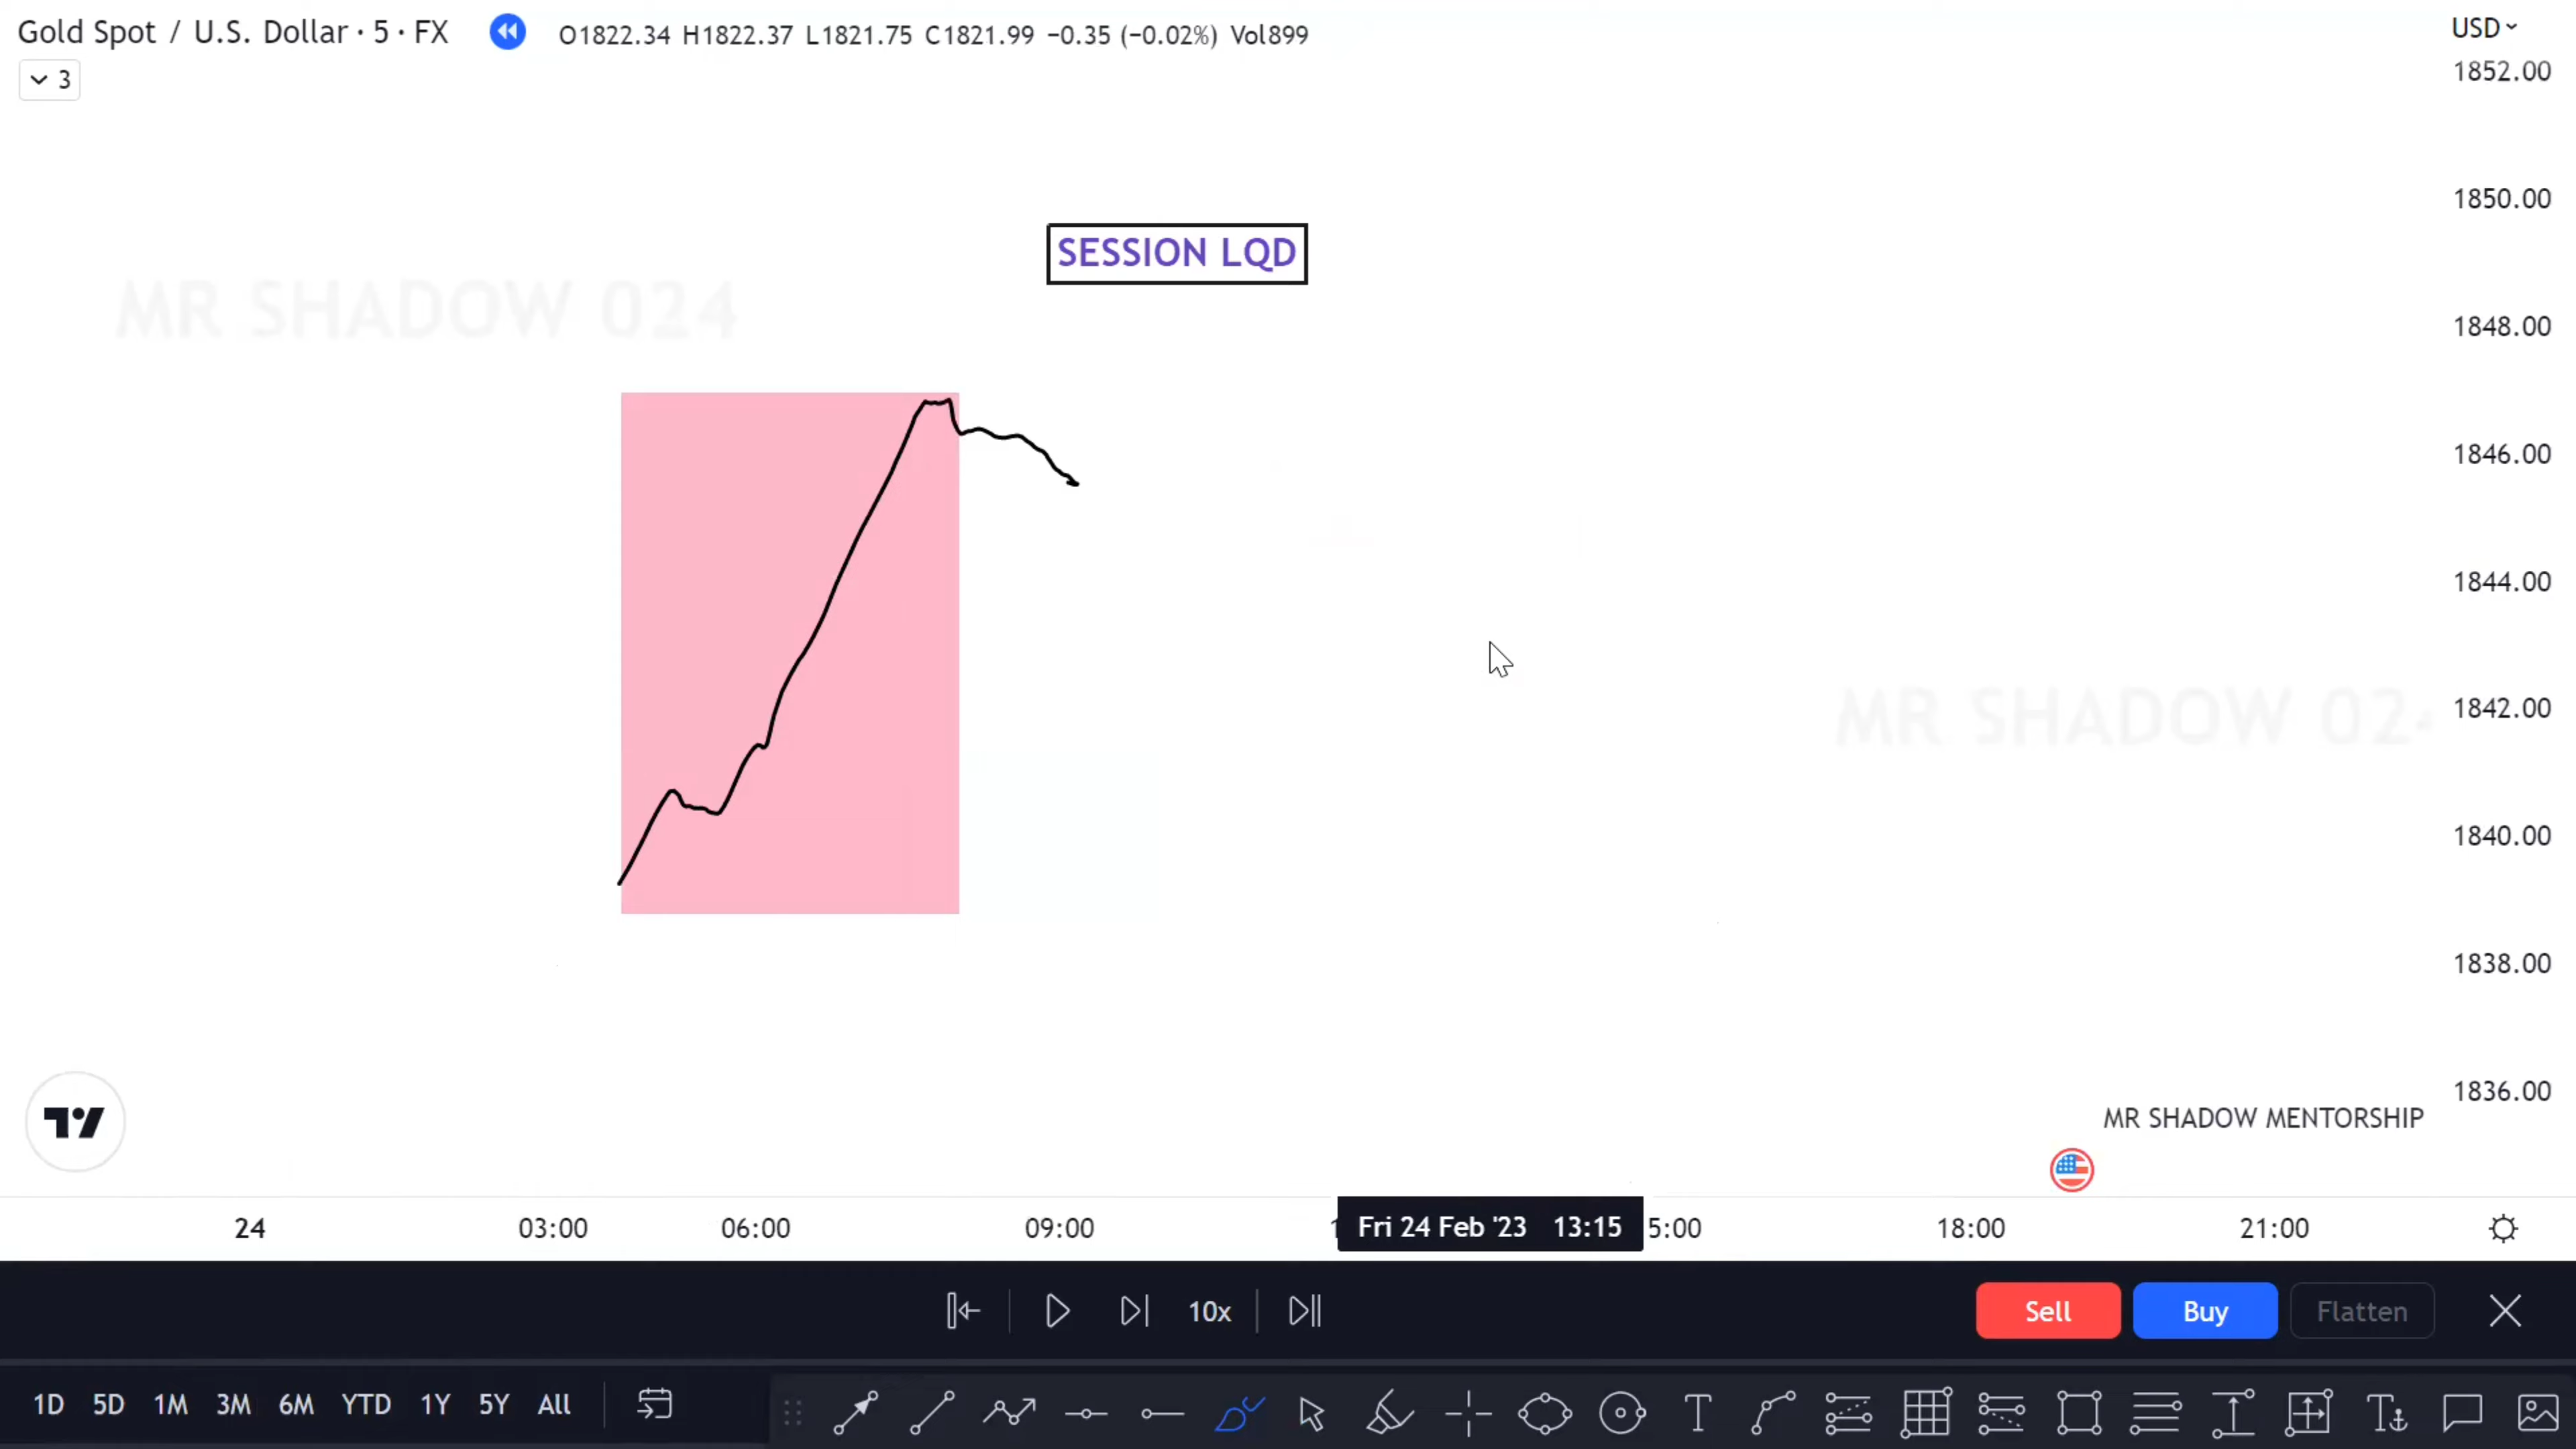 Gold Spot / U.S. Dollar · 5 · FX
O1822.34 H1822.37 L1821.75 C1821.99 −0.35 (−0.02%) Vol899
USD
3
1852.00
1850.00
SESSION LQD
MR SHADOW 024
1848.00
1846.00
1844.00
MR SHADOW 024
1842.00
1840.00
1838.00
1836.00
MR SHADOW MENTORSHIP
24 03:00 06:00 09:00 Fri 24 Feb '23 13:15 5:00 18:00 21:00
10x
Sell Buy Flatten
1D 5D 1M 3M 6M YTD 1Y 5Y All